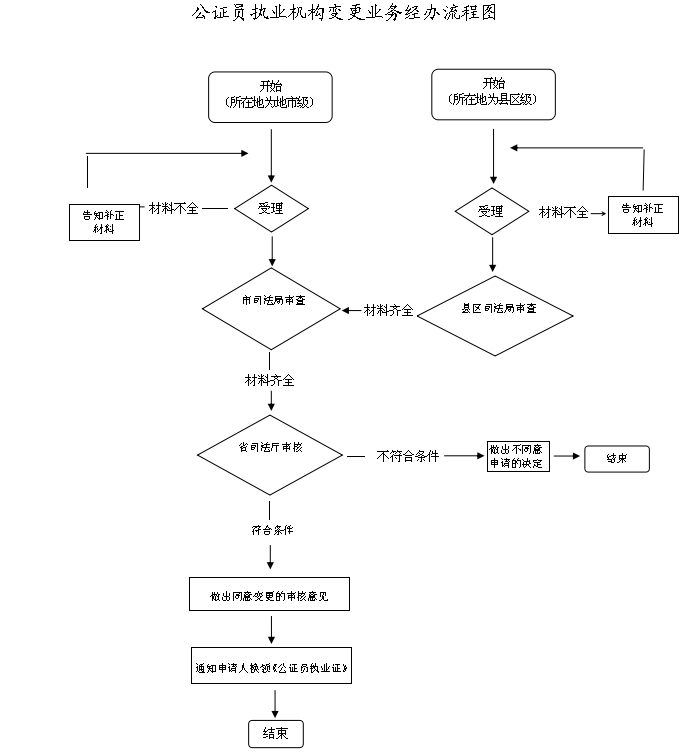 公证员执业机构变更业务经办流程图
开始
（所在地为地市级）
开始
（所在地为县区级）
告知补正
材料
材料不全
受理
受理
材料不全
告知补正
材料
市司法局审查
材料齐全
县区司法局审查
材料齐全
省司法厅审核
不符合条件
做出不同意
申请的决定
结束
符合条件
做出同意变更的审核意见
通知申请人换领《公证员执业证》
结束